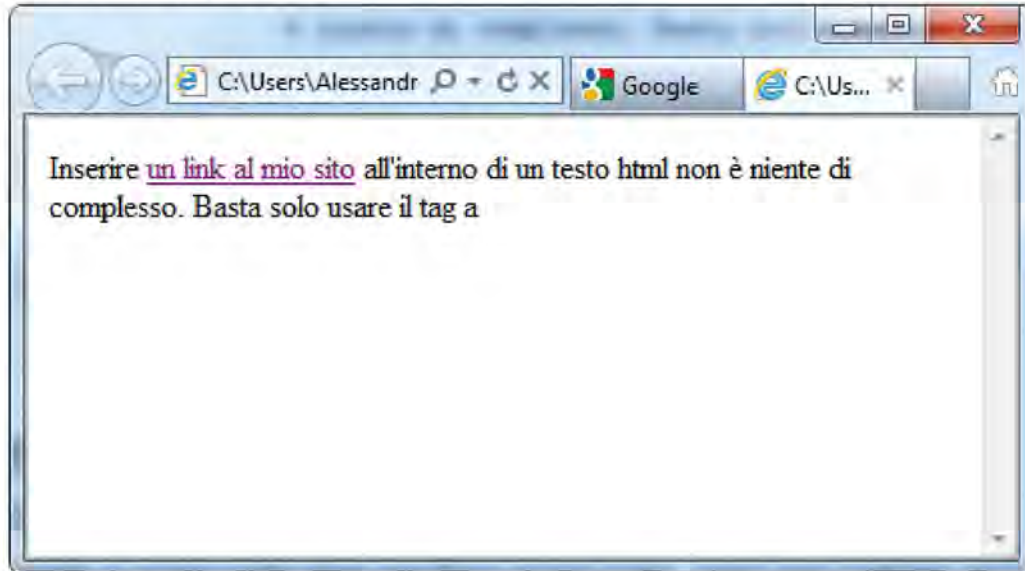 C:\Users\Alessandr
Google
C:\Us...
Inserire un link al mio sito all'interno di un testo html non è niente di
complesso. Basta solo usare il tag a